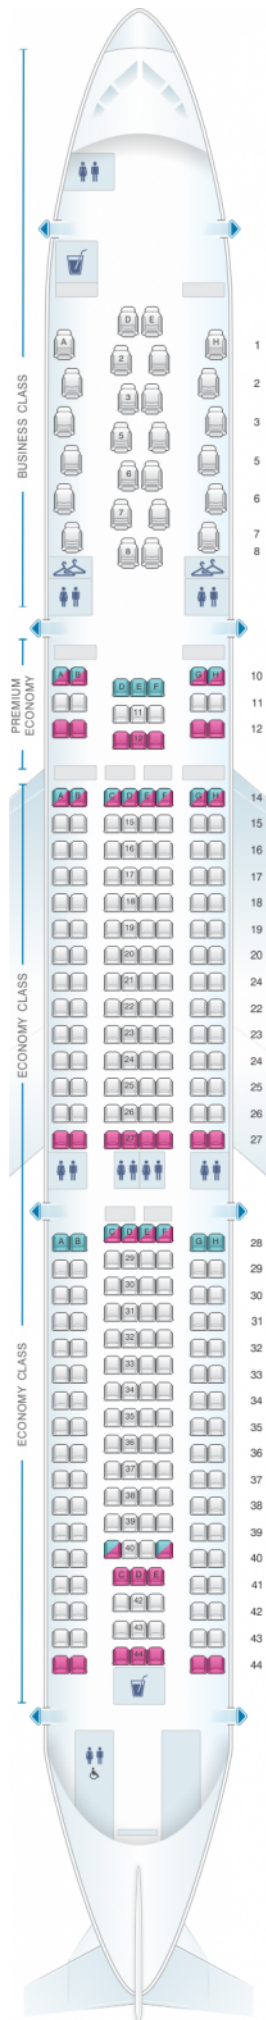 D E
A H 1
2 2
3 3
5 5
6 6
7 7
8 8
BUSINESS CLASS
A B G H 10
D E F
11 11
12 12
PREMIUM
ECONOMY
A B C D E F G H 14
15 15
16 16
17 17
18 18
19 19
20 20
21 24
22 22
23 23
24 24
25 25
26 26
27 27
ECONOMY CLASS
C D E F
A B G H 28
29 29
30 30
31 31
32 32
33 33
34 34
35 35
36 36
37 37
38 38
39 39
40 40
C D E 41
42 42
43 43
44 44
ECONOMY CLASS